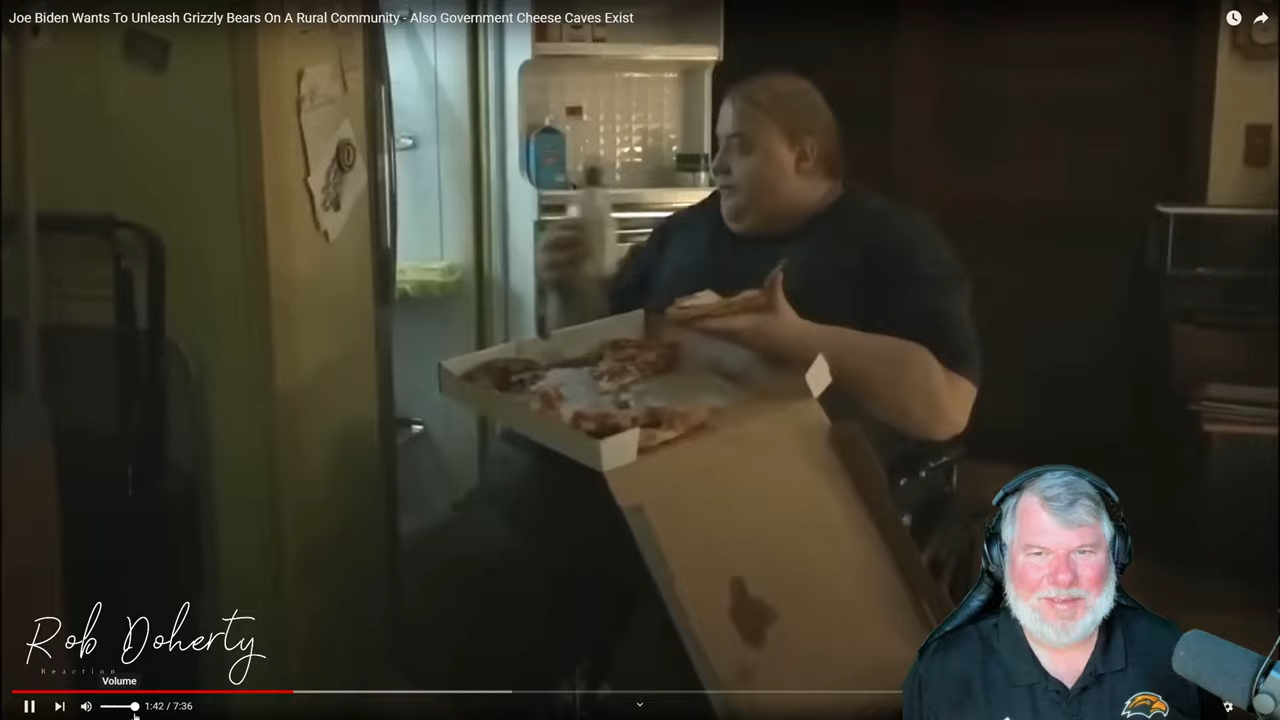 Joe Biden Wants To Unleash Grizzly Bears On A Rural Community - Also Government Cheese Caves Exist
Rob Doherty
Reaction
Volume
1:42 / 7:36